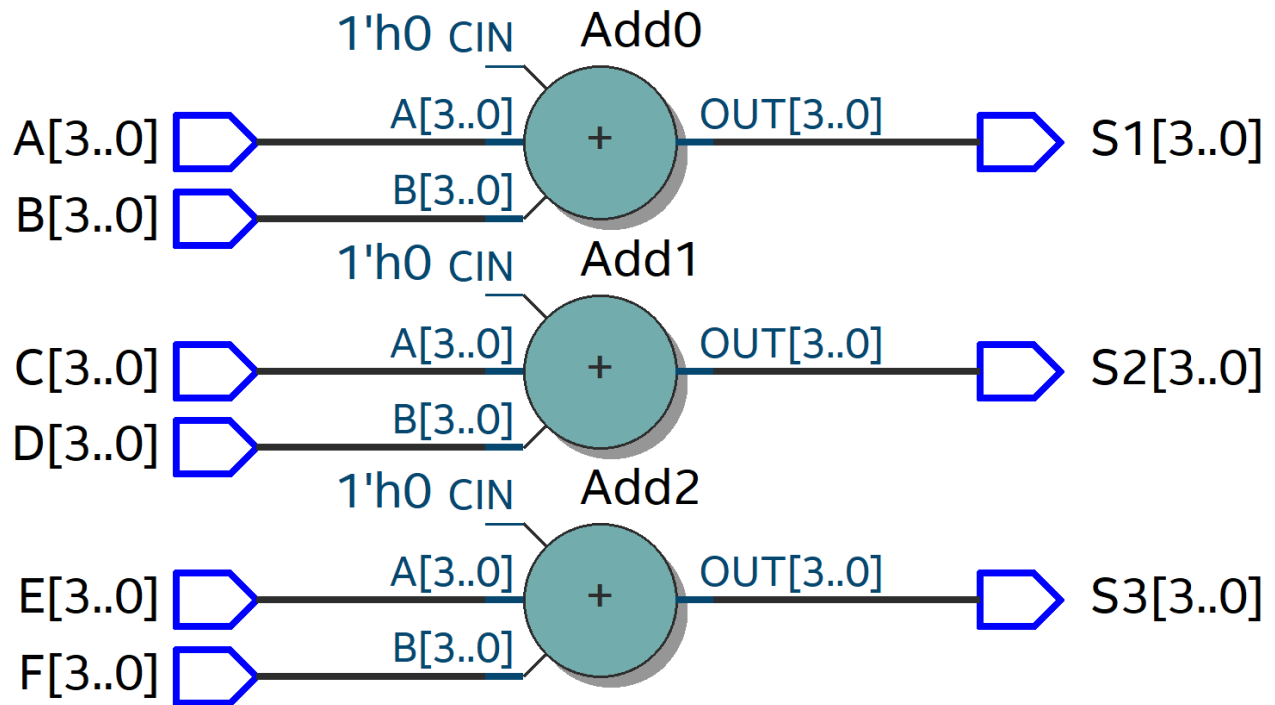 1'h0 CIN Add0
A[3..0] A[3..0] + OUT[3..0] S1[3..0]
B[3..0] B[3..0]
1'h0 CIN Add1
C[3..0] A[3..0] + OUT[3..0] S2[3..0]
D[3..0] B[3..0]
1'h0 CIN Add2
E[3..0] A[3..0] + OUT[3..0] S3[3..0]
F[3..0] B[3..0]